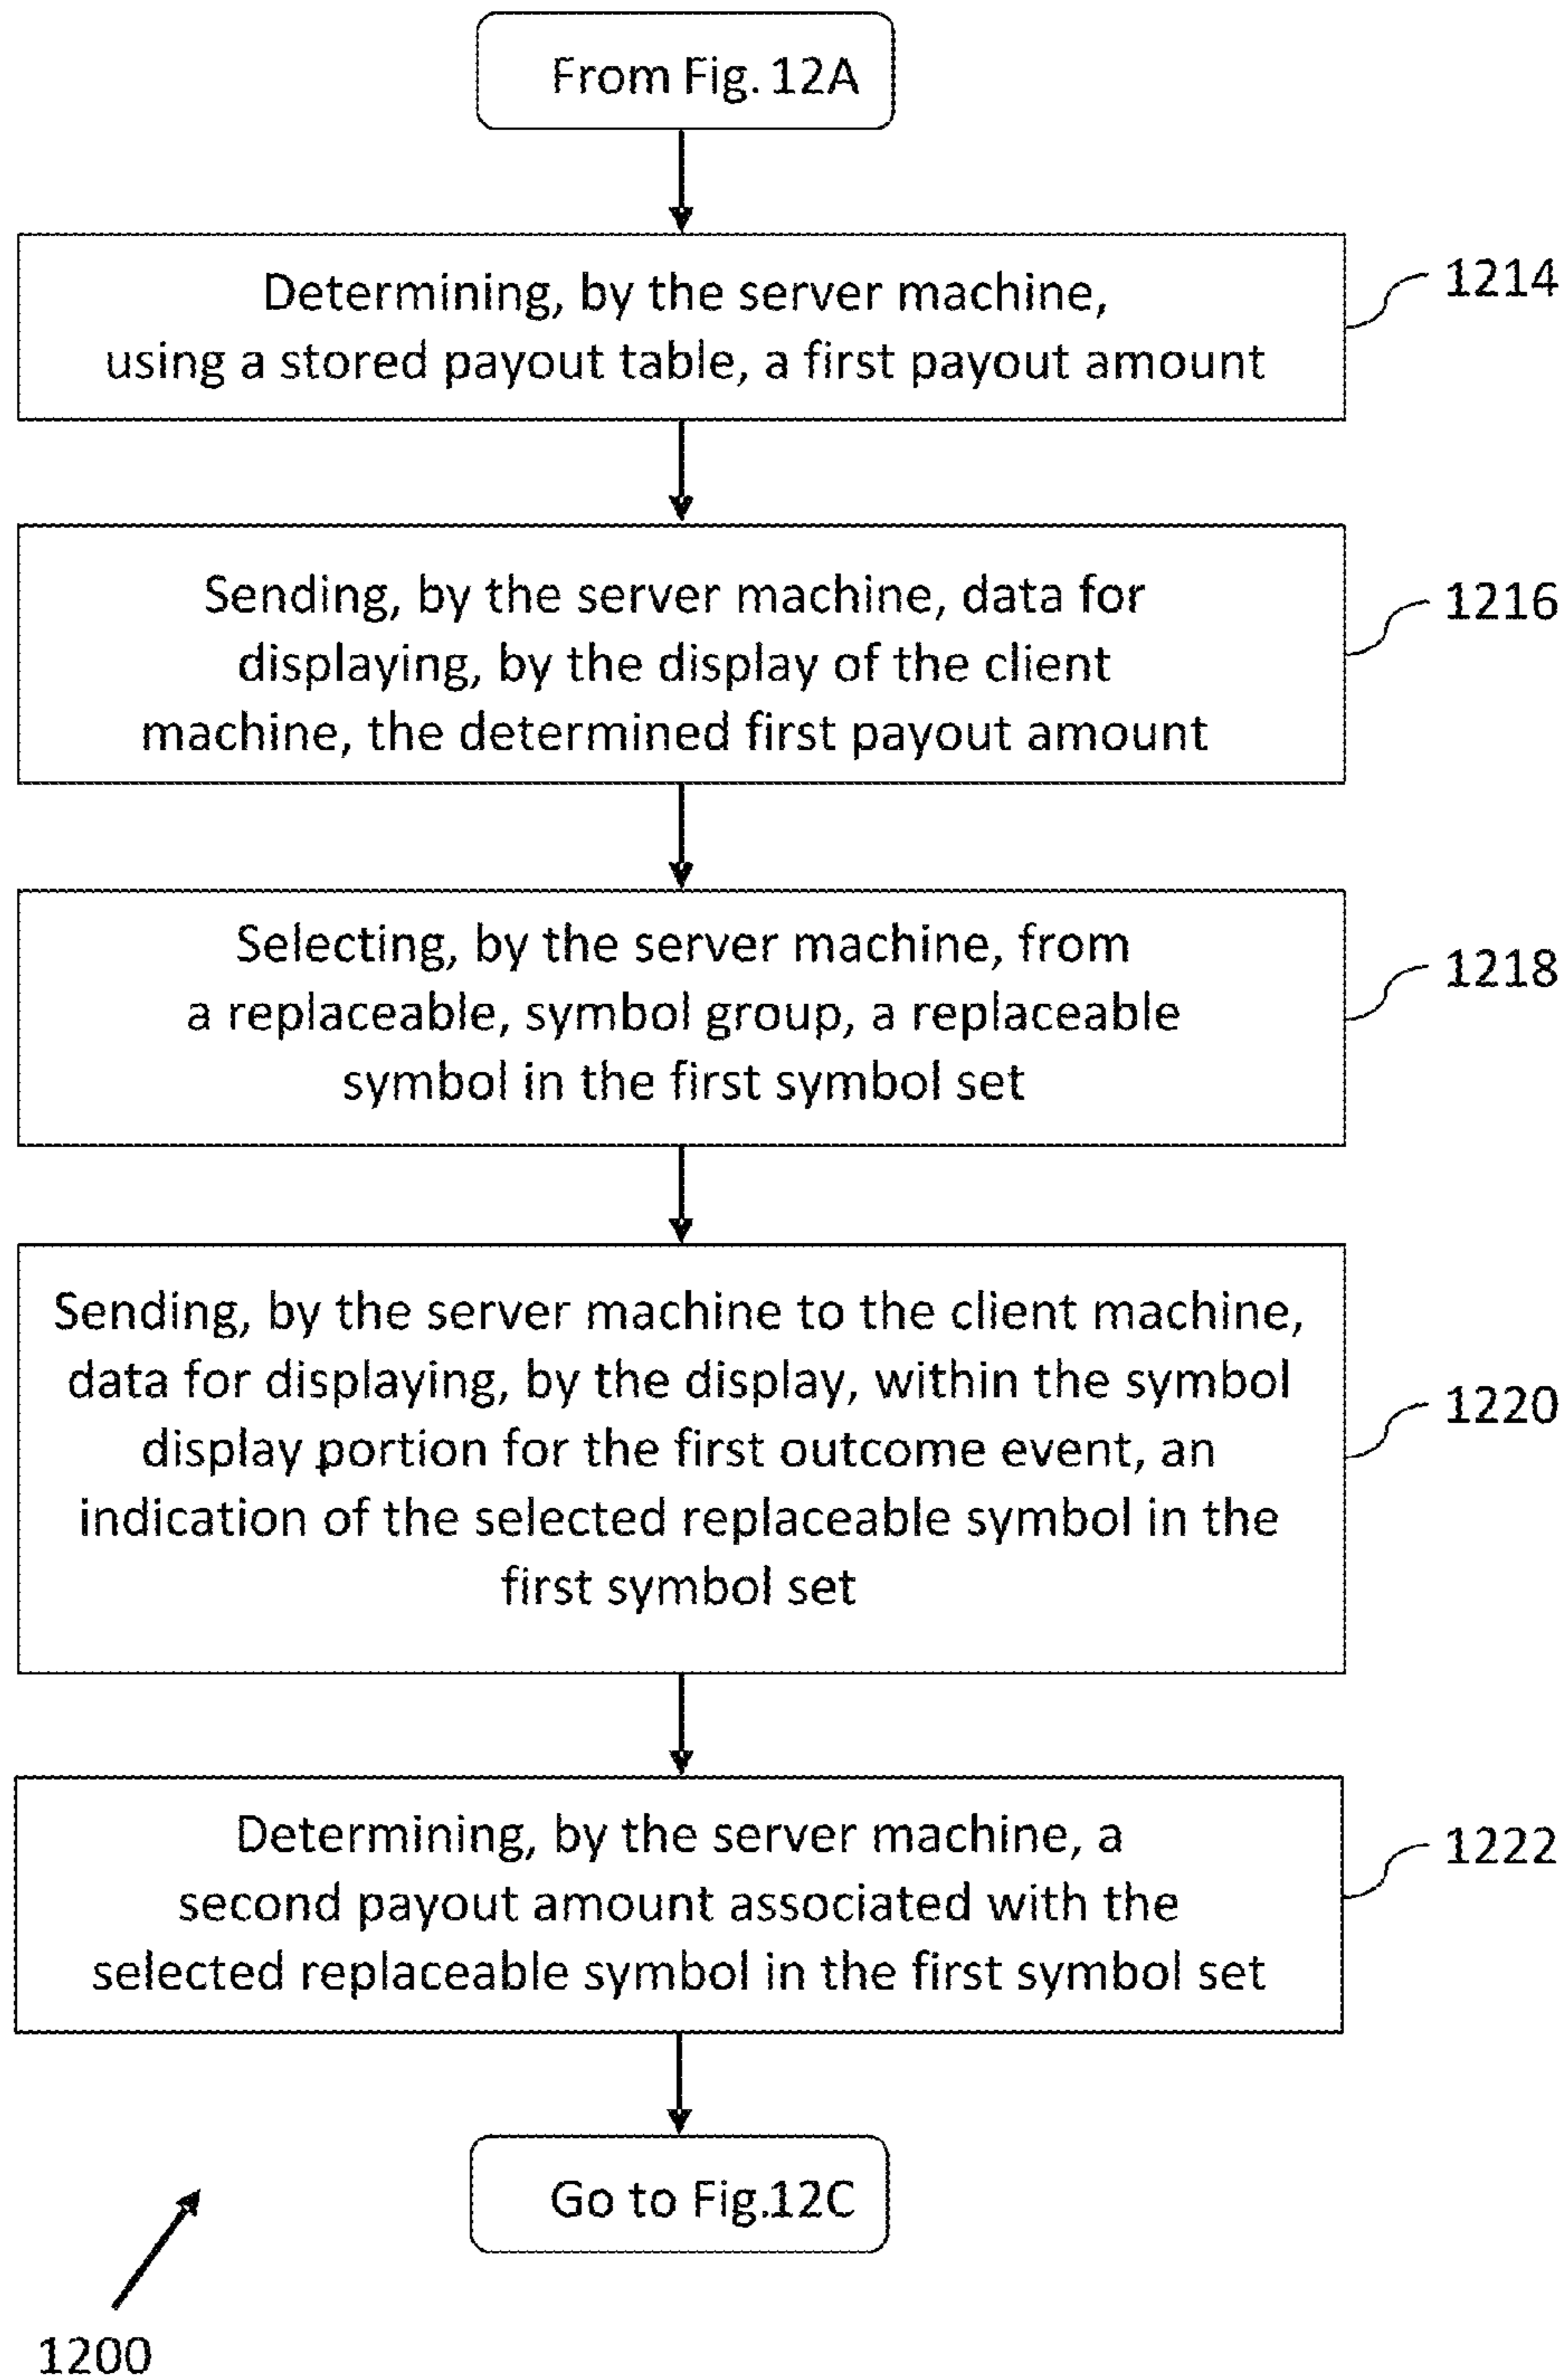 From Fig. 12A
Determining, by the server machine,
using a stored payout table, a first payout amount
1214
Sending, by the server machine, data for
displaying, by the display of the client
machine, the determined first payout amount
1216
Selecting, by the server machine, from
a replaceable, symbol group, a replaceable
symbol in the first symbol set
1218
Sending, by the server machine to the client machine,
data for displaying, by the display, within the symbol
display portion for the first outcome event, an
indication of the selected replaceable symbol in the
first symbol set
1220
Determining, by the server machine, a
second payout amount associated with the
selected replaceable symbol in the first symbol set
1222
Go to Fig.12C
1200